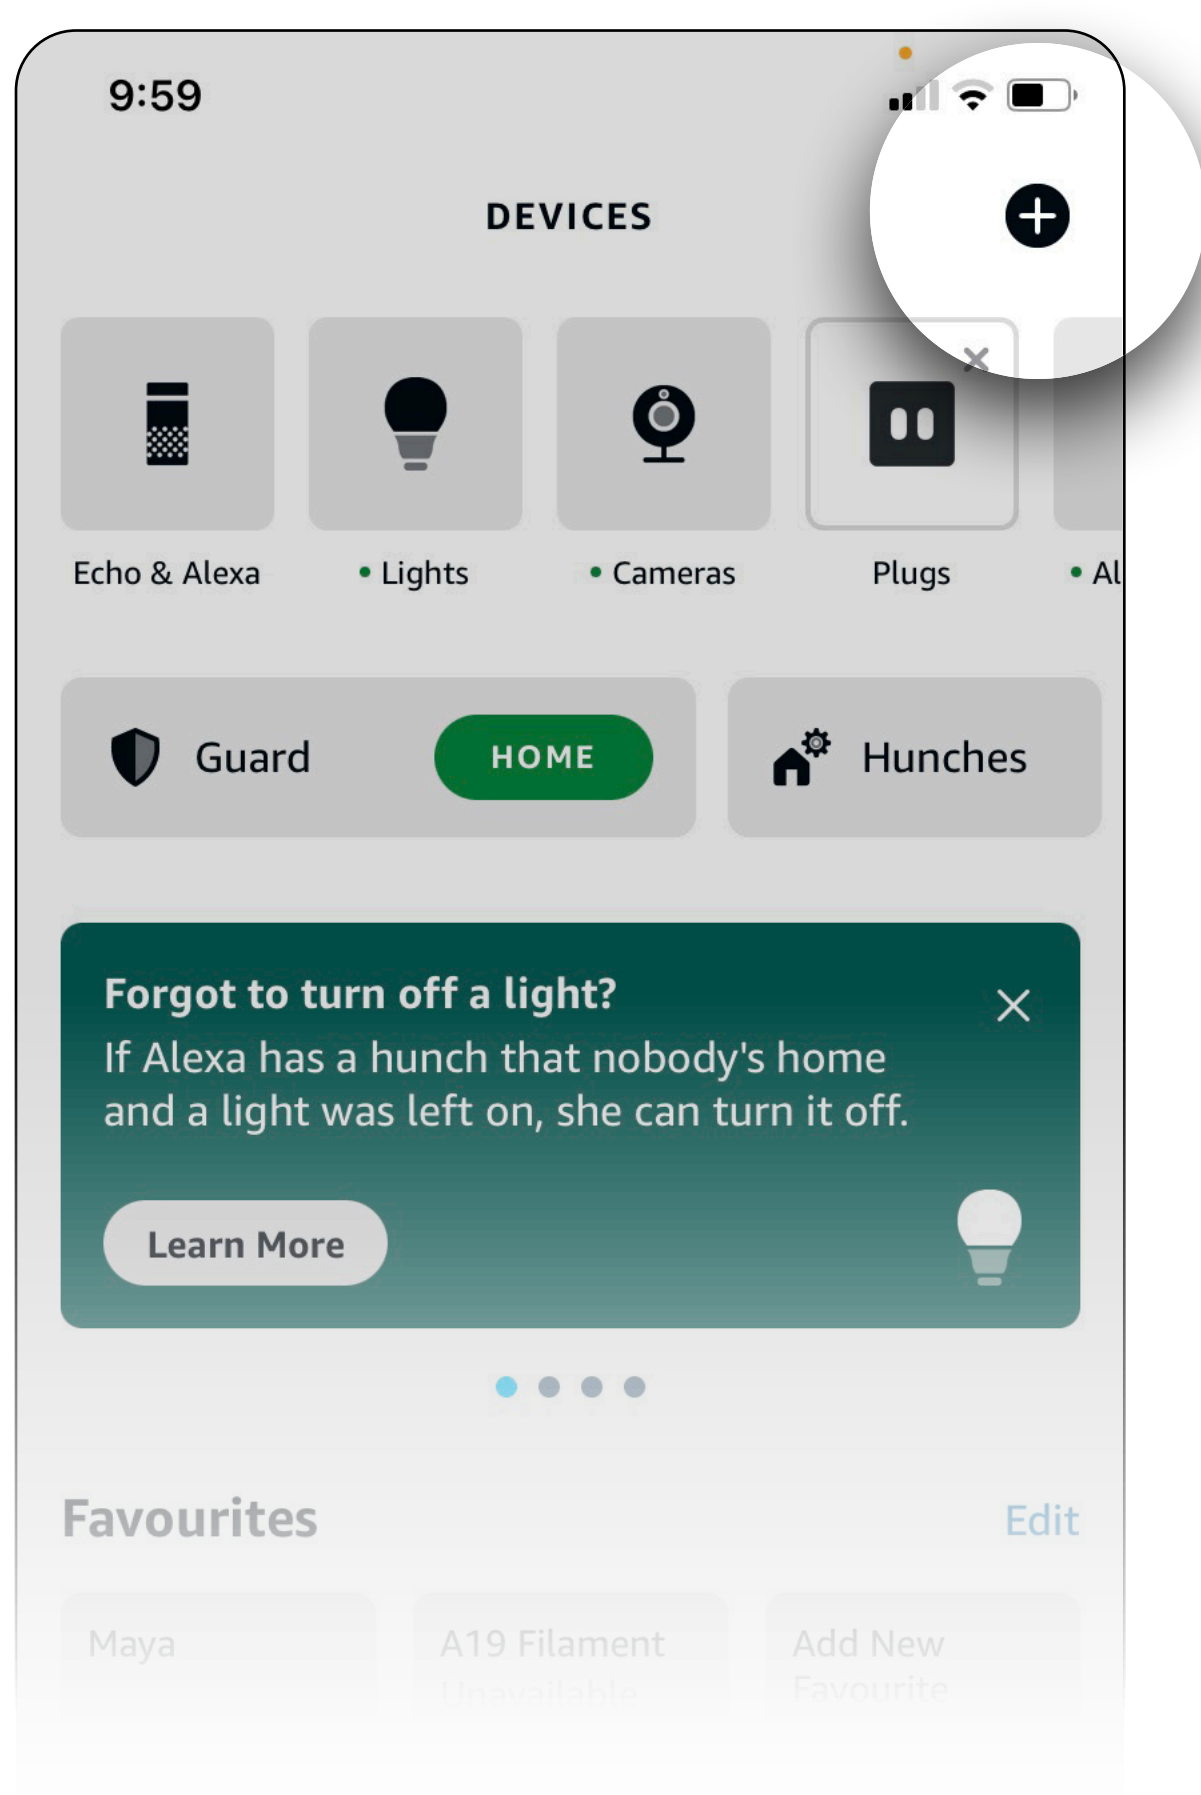 9:59
DEVICES
Echo & Alexa
• Lights
• Cameras
Plugs
• Al
Guard
HOME
Hunches
Forgot to turn off a light?
If Alexa has a hunch that nobody's home
and a light was left on, she can turn it off.
Learn More
Favourites
Edit
Maya
A19 Filament
Unavailable
Add New
Favourite